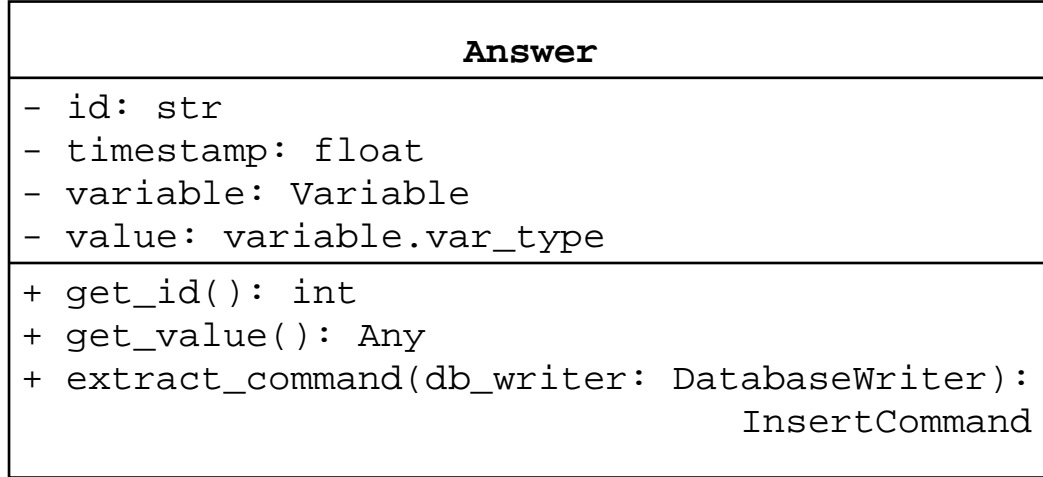 Answer
- id: str
- timestamp: float
- variable: Variable
- value: variable.var_type
+ get_id(): int
+ get_value(): Any
+ extract_command(db_writer: DatabaseWriter):
InsertCommand